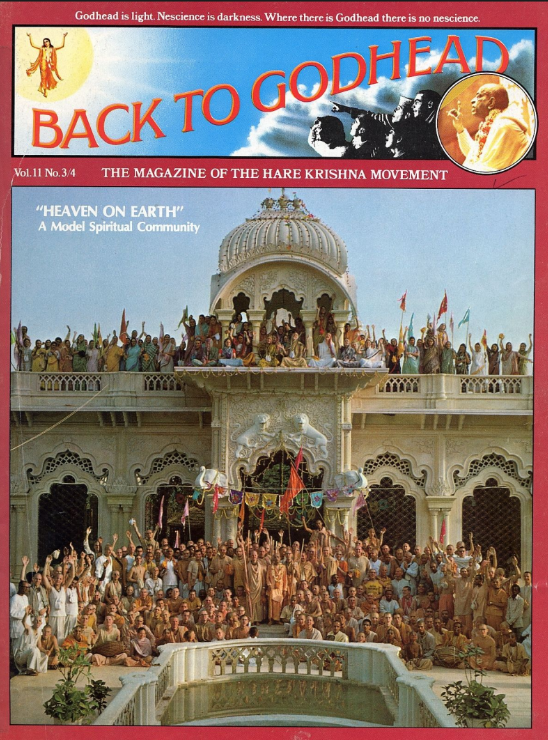 Godhead is light. Nescience is darkness. Where there is Godhead there is no nescience.
BACK TO GODHEAD
Vol.11 No.3/4 THE MAGAZINE OF THE HARE KRISHNA MOVEMENT
"HEAVEN ON EARTH"
A Model Spiritual Community